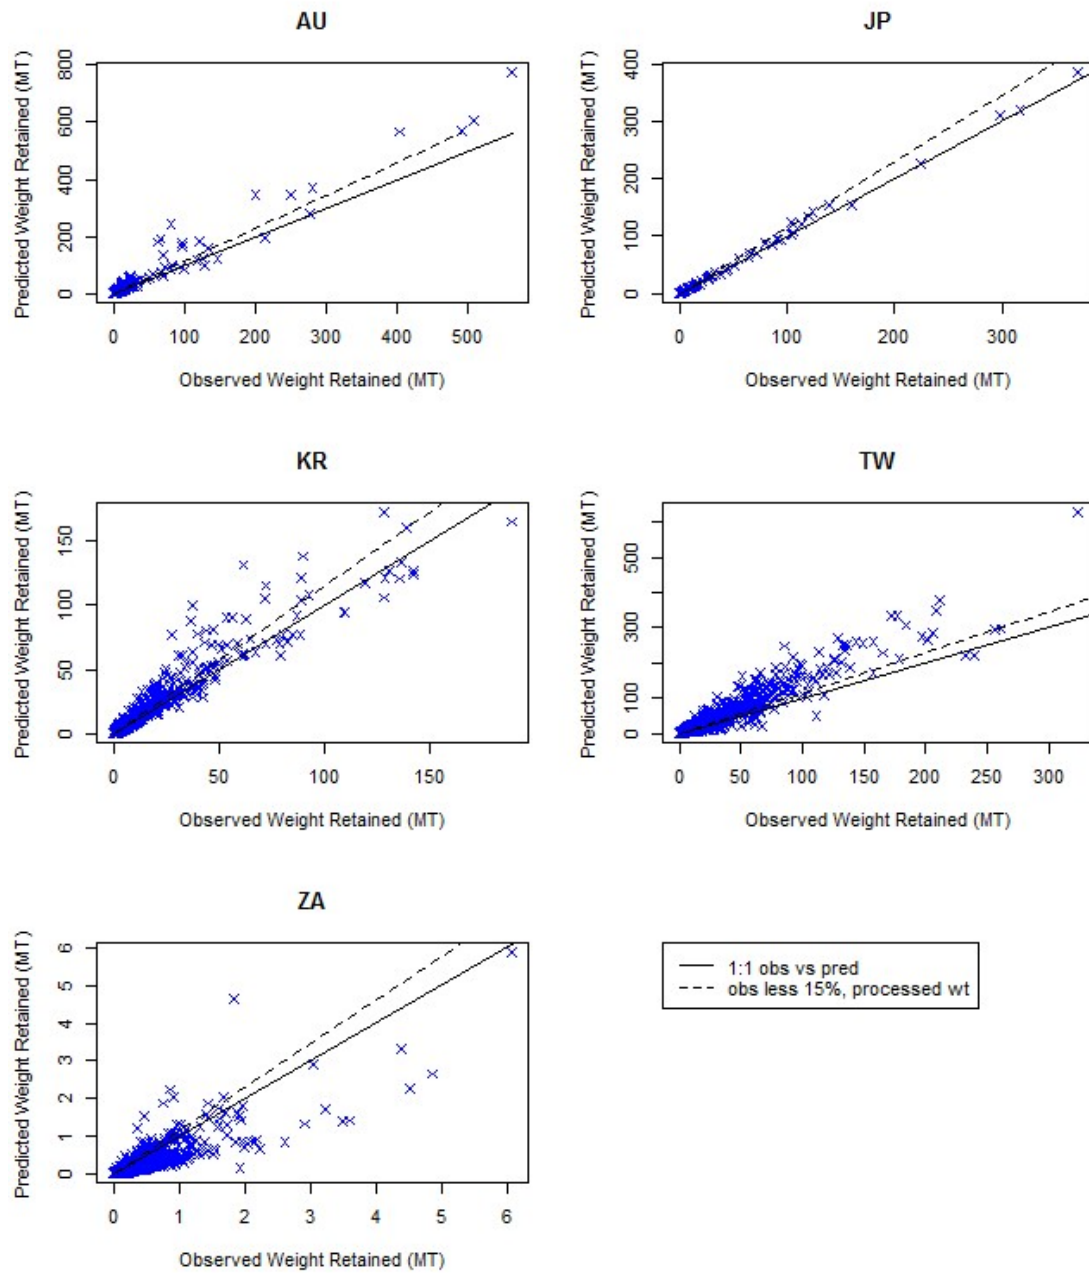 AU
Predicted Weight Retained (MT)
800
600
400
200
0
0 100 200 300 400 500
Observed Weight Retained (MT)
JP
Predicted Weight Retained (MT)
400
300
200
100
0
0 100 200 300
Observed Weight Retained (MT)
KR
Predicted Weight Retained (MT)
150
100
50
0
0 50 100 150
Observed Weight Retained (MT)
TW
Predicted Weight Retained (MT)
500
300
100
0
0 50 100 150 200 250 300
Observed Weight Retained (MT)
ZA
Predicted Weight Retained (MT)
6
5
4
3
2
1
0
0 1 2 3 4 5 6
Observed Weight Retained (MT)
1:1 obs vs pred
obs less 15%, processed wt